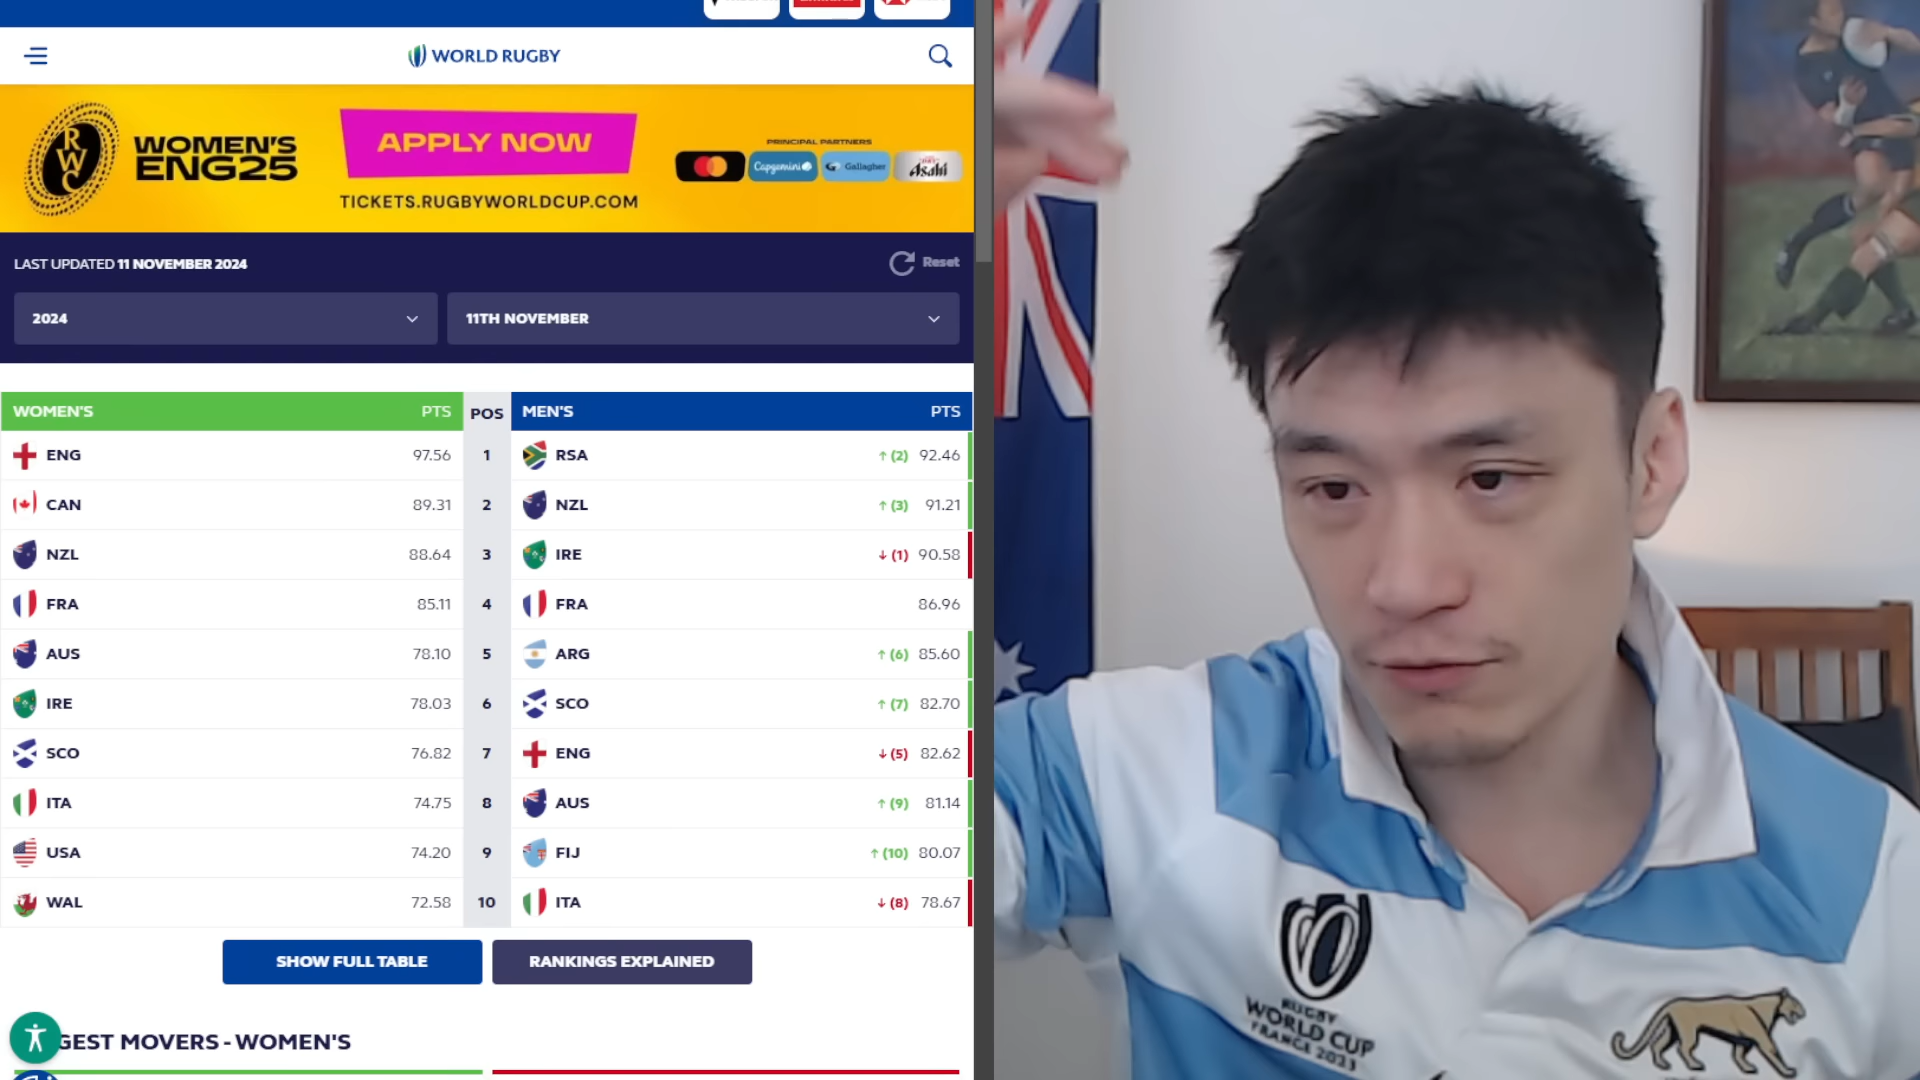 WORLD RUGBY
RWC
WOMEN'S
ENG25
APPLY NOW
TICKETS.RUGBYWORLDCUP.COM
PRINCIPAL PARTNERS
Capgemini
Gallagher
Asahi
LAST UPDATED 11 NOVEMBER 2024
Reset
2024
11TH NOVEMBER
WOMEN'S PTS POS MEN'S PTS
ENG 97.56 1 RSA ↑ (2) 92.46
CAN 89.31 2 NZL ↑ (3) 91.21
NZL 88.64 3 IRE ↓ (1) 90.58
FRA 85.11 4 FRA 86.96
AUS 78.10 5 ARG ↑ (6) 85.60
IRE 78.03 6 SCO ↑ (7) 82.70
SCO 76.82 7 ENG ↓ (5) 82.62
ITA 74.75 8 AUS ↑ (9) 81.14
USA 74.20 9 FIJ ↑ (10) 80.07
WAL 72.58 10 ITA ↓ (8) 78.67
SHOW FULL TABLE
RANKINGS EXPLAINED
GEST MOVERS - WOMEN'S
RUGBY
WORLD CUP
FRANCE 2023